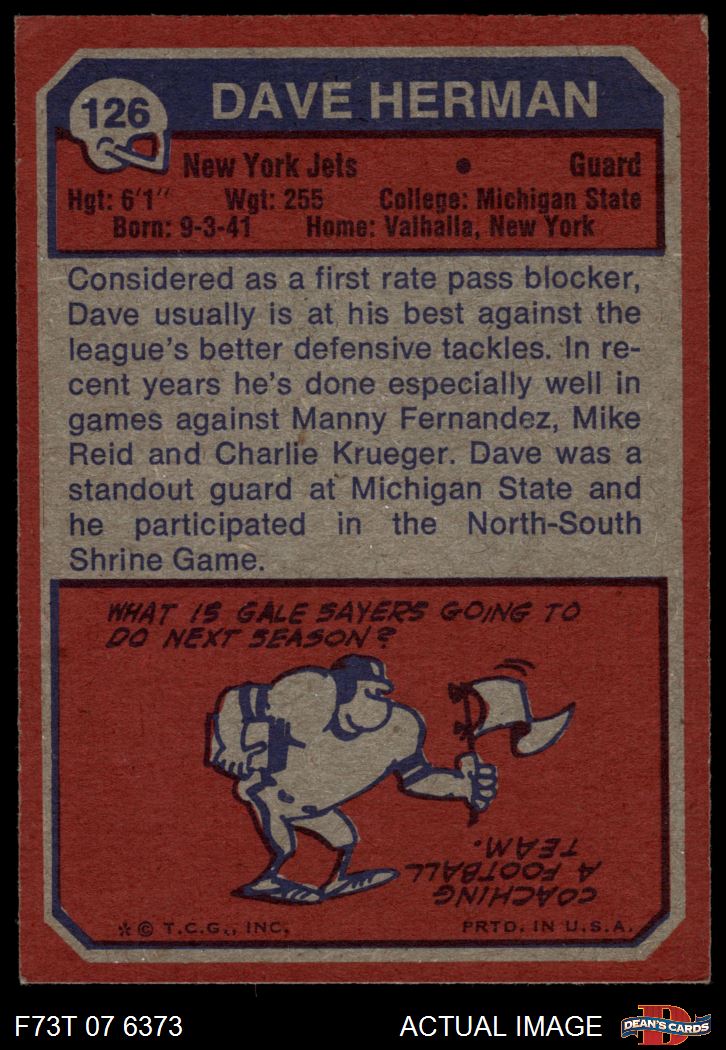 126
DAVE HERMAN
New York Jets • Guard
Hgt: 6'1" Wgt: 255 College: Michigan State
Born: 9-3-41 Home: Valhalla, New York
Considered as a first rate pass blocker,
Dave usually is at his best against the
league's better defensive tackles. In re-
cent years he's done especially well in
games against Manny Fernandez, Mike
Reid and Charlie Krueger. Dave was a
standout guard at Michigan State and
he participated in the North-South
Shrine Game.
WHAT IS GALE SAYERS GOING TO
DO NEXT SEASON?
COACHING
A FOOTBALL
TEAM.
* © T.C.G., INC. PRTD. IN U.S.A.
F73T 07 6373 ACTUAL IMAGE
D
DEAN'S CARDS